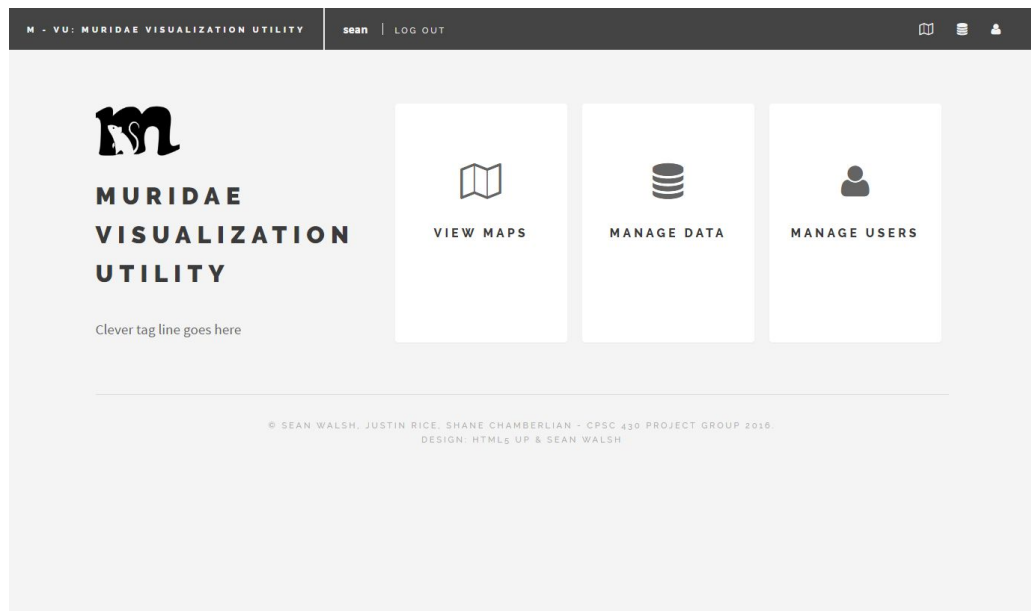 M - VU: MURIDAE VISUALIZATION UTILITY
sean
LOG OUT
m
MURIDAE
VISUALIZATION
UTILITY
Clever tag line goes here
VIEW MAPS
MANAGE DATA
MANAGE USERS
© SEAN WALSH, JUSTIN RICE, SHANE CHAMBERLIAN - CPSC 430 PROJECT GROUP 2016.
DESIGN: HTML5 UP & SEAN WALSH